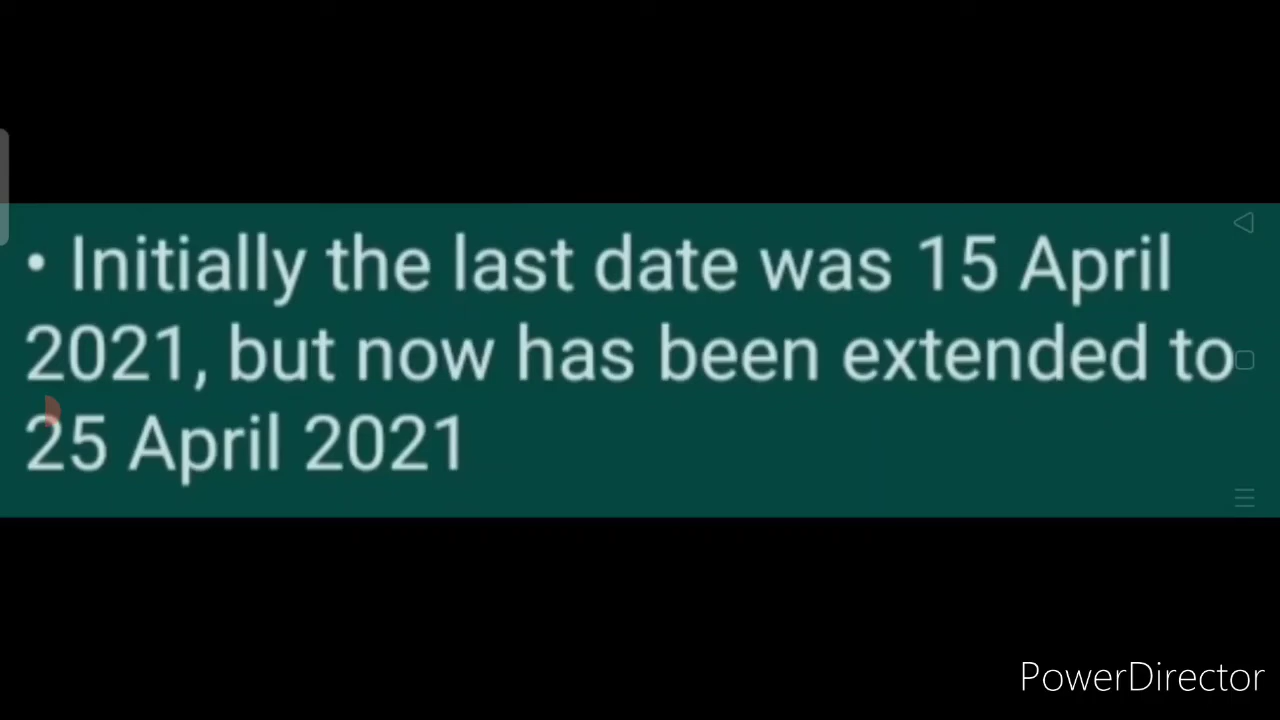 • Initially the last date was 15 April
2021, but now has been extended to
25 April 2021
PowerDirector